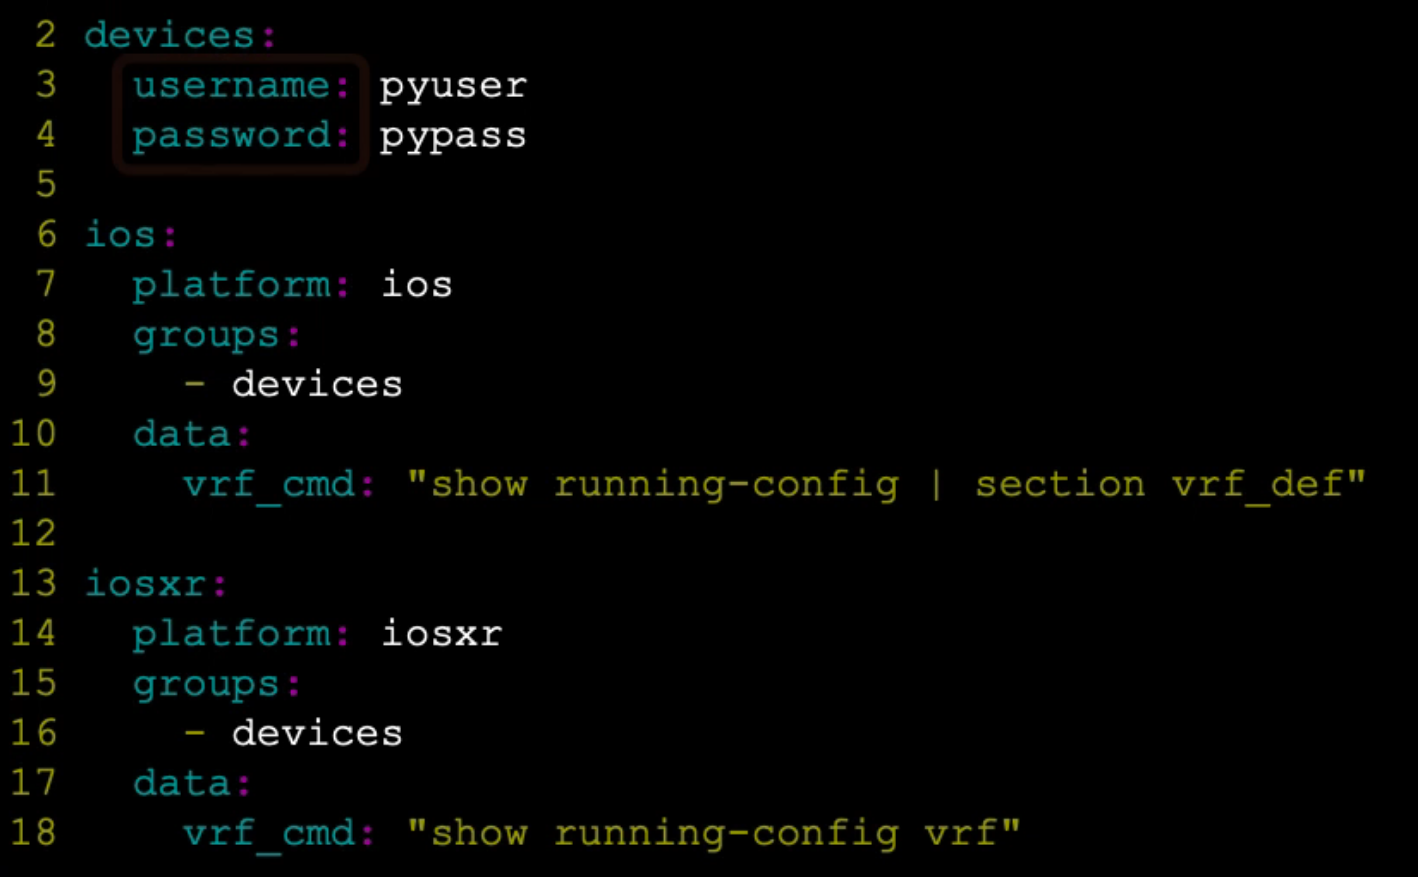 2 devices:
3   username: pyuser
4   password: pypass
5
6 ios:
7   platform: ios
8   groups:
9     - devices
10   data:
11     vrf_cmd: "show running-config | section vrf_def"
12
13 iosxr:
14   platform: iosxr
15   groups:
16     - devices
17   data:
18     vrf_cmd: "show running-config vrf"